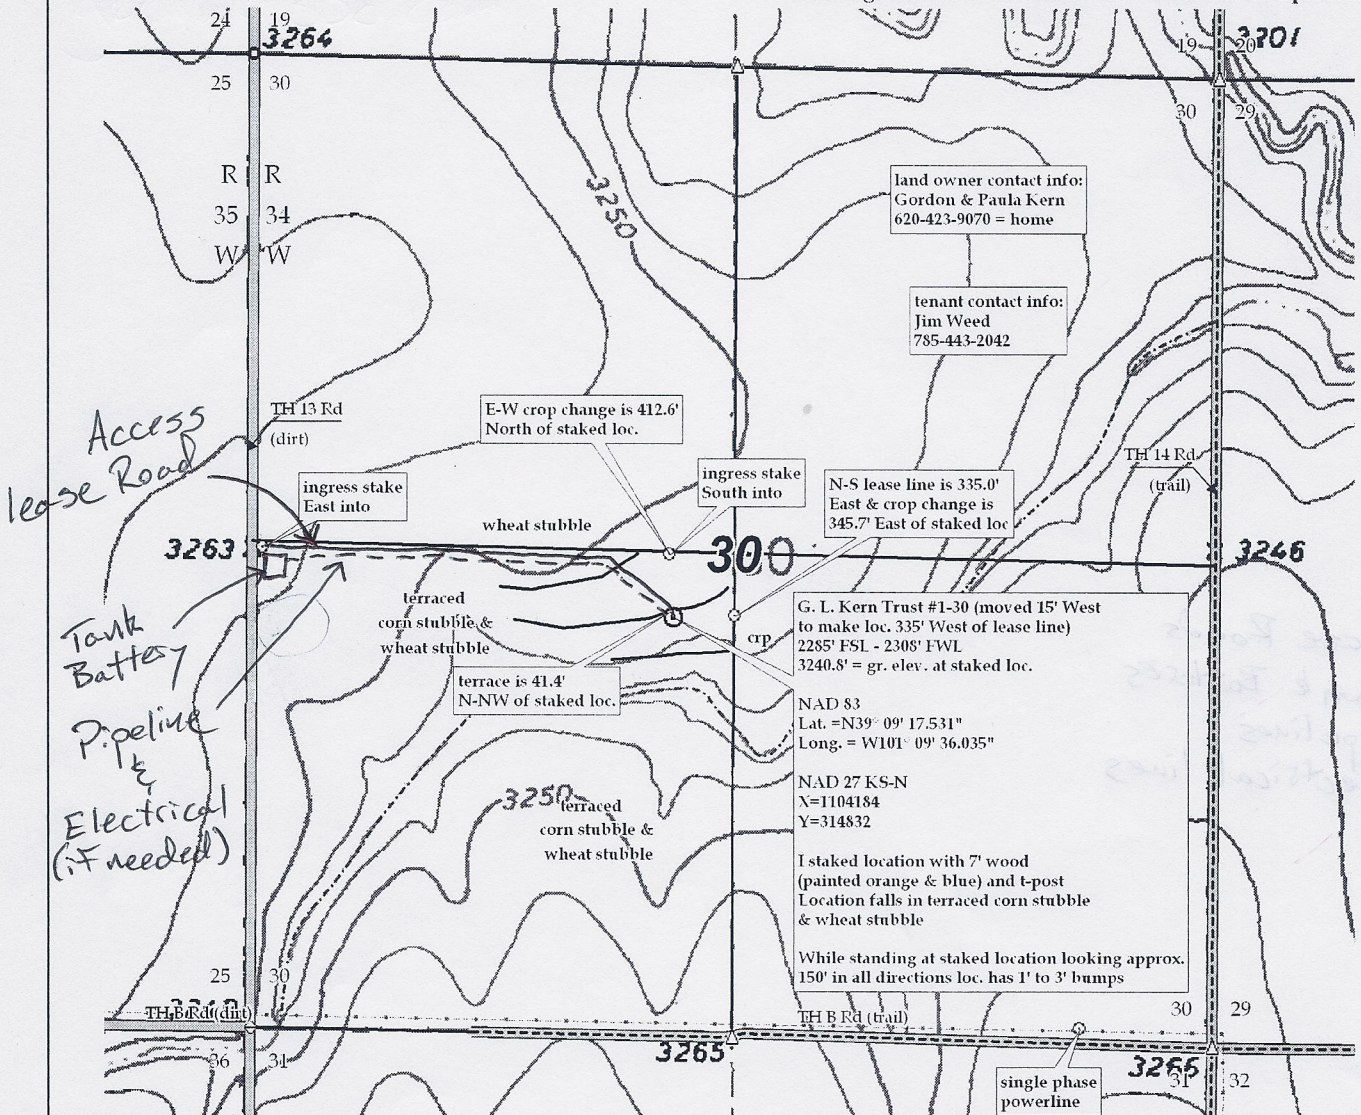 24 19
3264
19 20
3201
25 30
30 29
R R
35 34
W W
3250
land owner contact info:
Gordon & Paula Kern
620-423-9070 = home
tenant contact info:
Jim Weed
785-443-2042
Access
lease Road
TH 13 Rd
(dirt)
E-W crop change is 412.6'
North of staked loc.
TH 14 Rd
(trail)
ingress stake
East into
ingress stake
South into
N-S lease line is 335.0'
East & crop change is
345.7' East of staked loc
wheat stubble
3263
30
3246
Tank
Battery
terraced
corn stubble &
wheat stubble
crp
terrace is 41.4'
N-NW of staked loc.
G. L. Kern Trust #1-30 (moved 15' West
to make loc. 335' West of lease line)
2285' FSL - 2308' FWL
3240.8' = gr. elev. at staked loc.
NAD 83
Lat. =N39° 09' 17.531"
Long. = W101° 09' 36.035"
NAD 27 KS-N
X=1104184
Y=314832
I staked location with 7' wood
(painted orange & blue) and t-post
Location falls in terraced corn stubble
& wheat stubble
While standing at staked location looking approx.
150' in all directions loc. has 1' to 3' bumps
Pipeline
&
Electrical
(if needed)
3250
terraced
corn stubble &
wheat stubble
25 30
30 29
TH B Rd (dirt)
TH B Rd (trail)
3265
3266
36 31
31 32
single phase
powerline